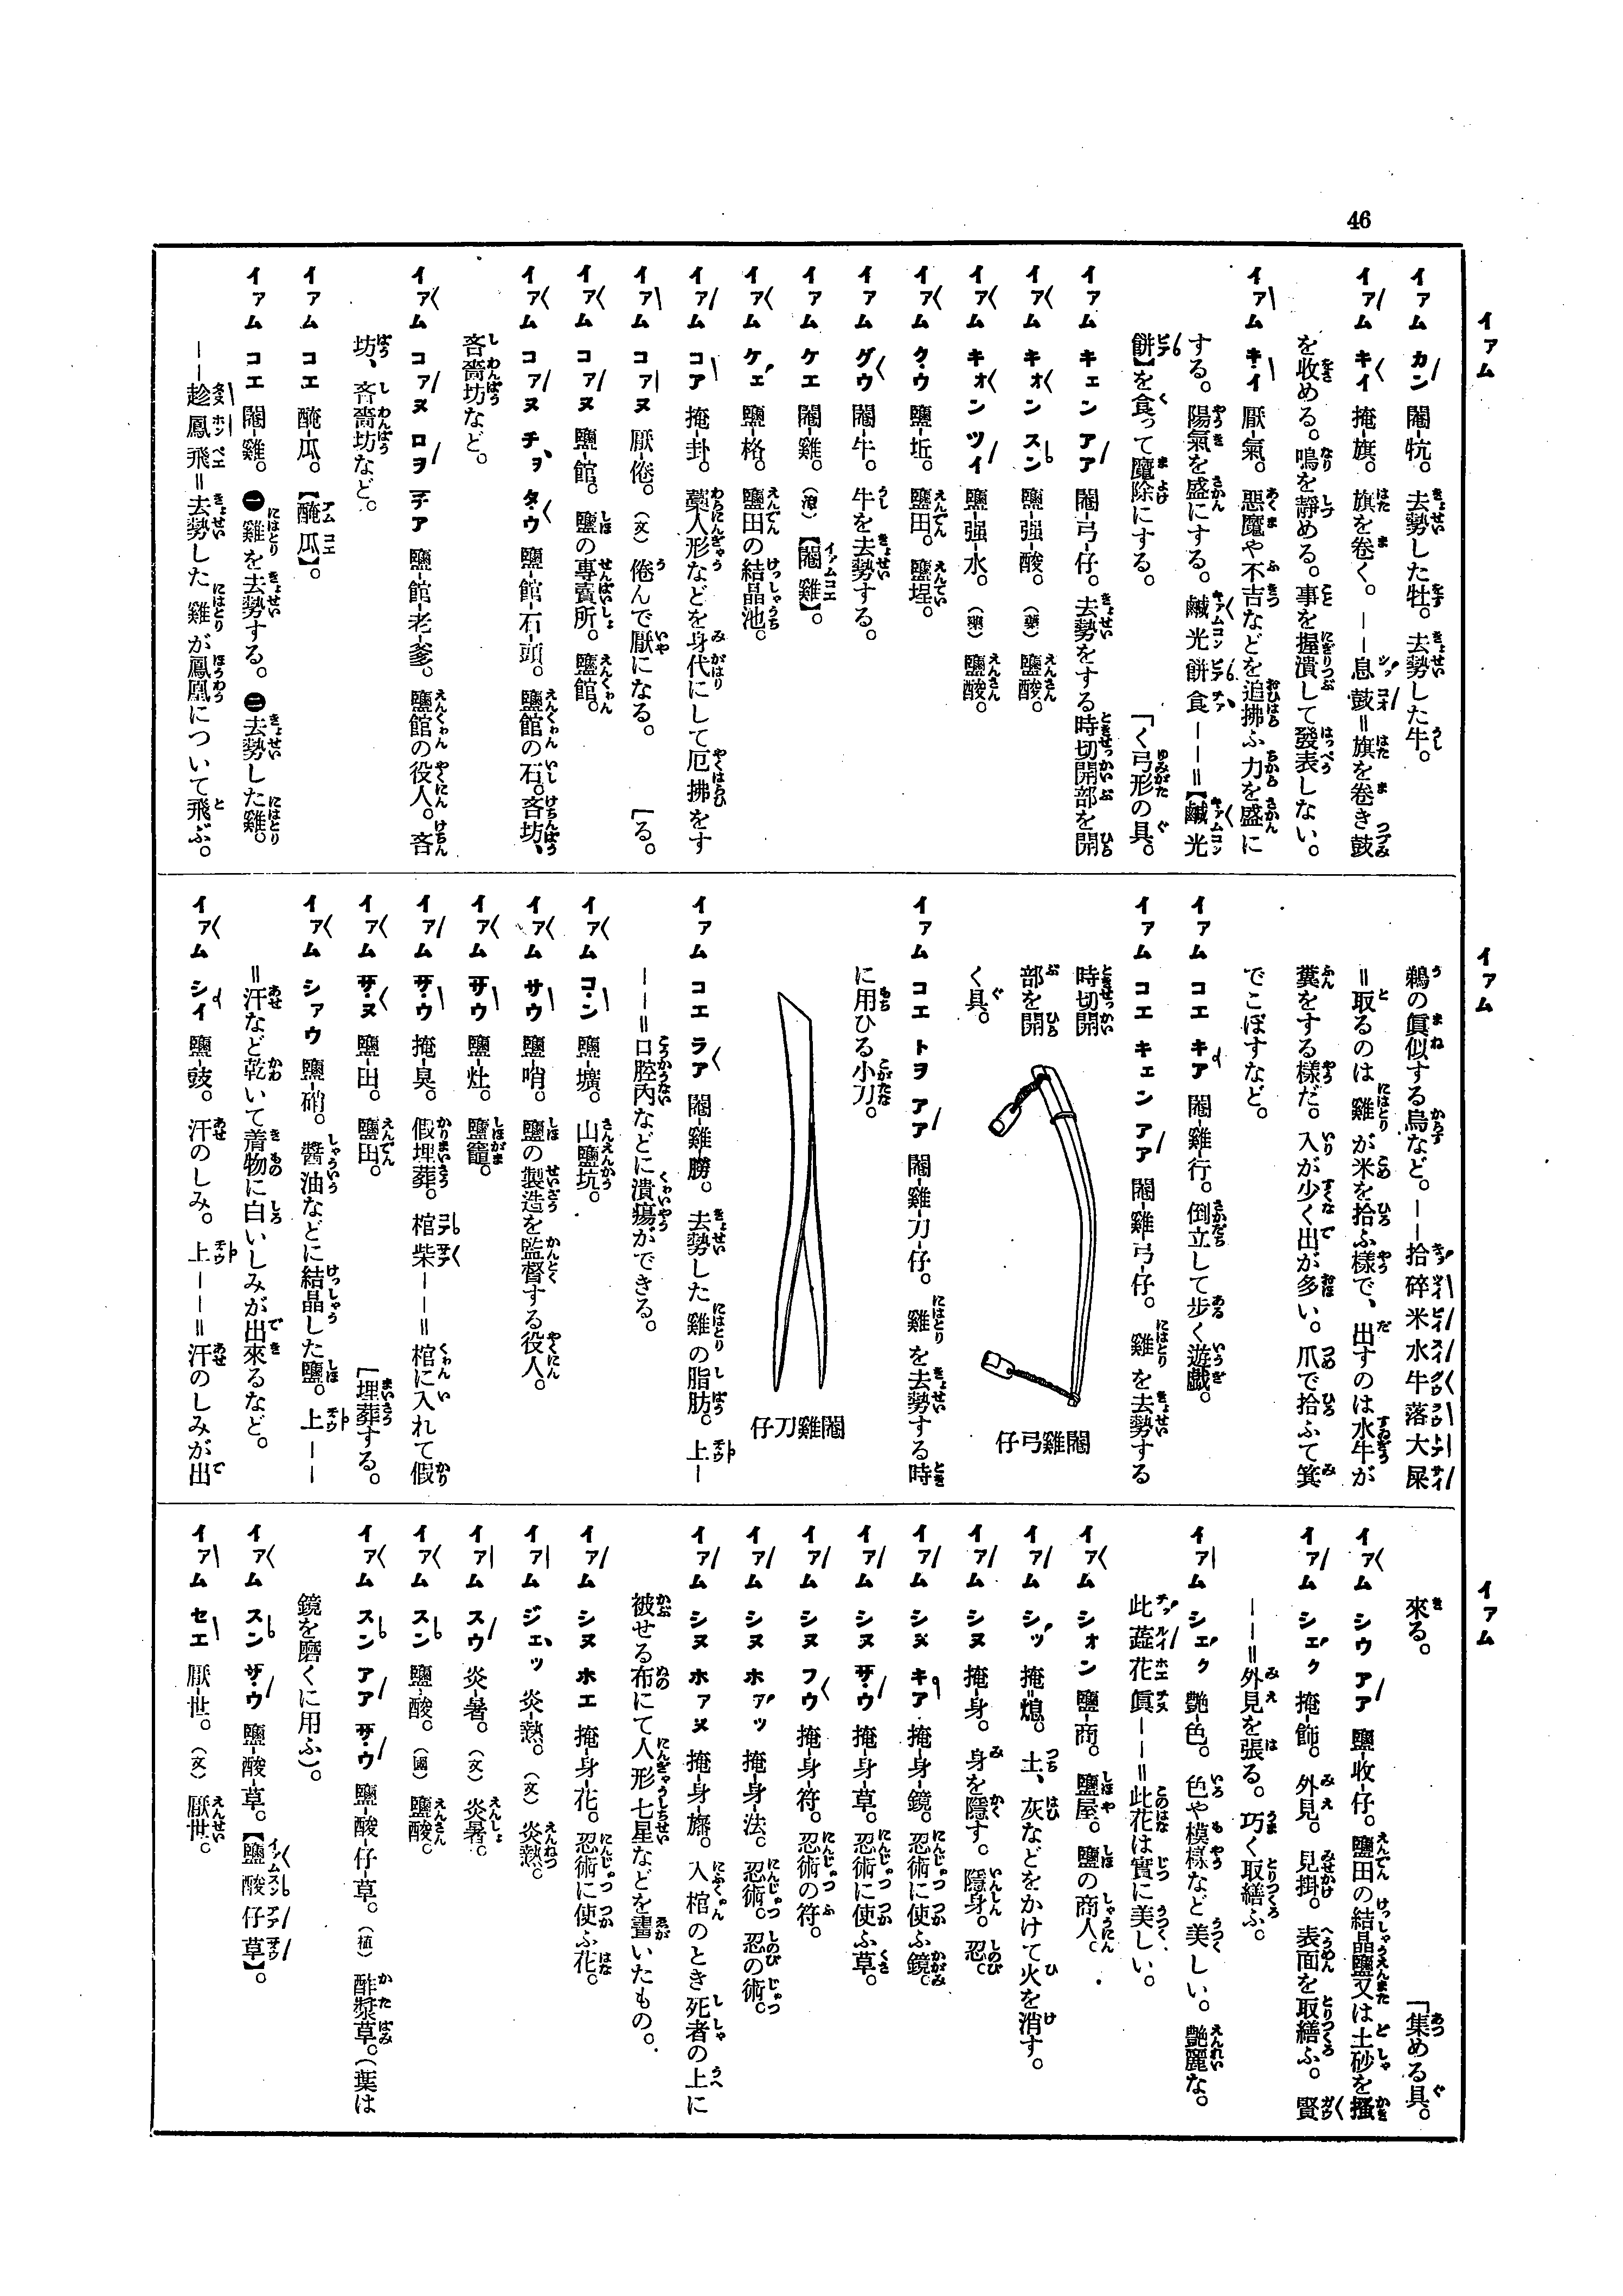 46
イアム
イアム
イアム
イァム カン 閹-牨。去勢した牡。去勢した牛。
イァム キイ 掩-旗。旗を卷く。——息鼓＝旗を卷き鼓
を收める。鳴を靜める。事を握潰して發表しない。
イァム キ・イ 厭-氣。惡魔や不吉などを追拂ふ力を盛に
する。陽氣を盛にする。鹹光餅食——＝【鹹光
餅】を食って魔除にする。 「く弓形の具。
イァム キェン アア 閹-弓-仔。去勢をする時切開部を開
イァム キォン スン 鹽-强-酸。（藥）鹽酸。
イァム キォン ツイ 鹽-强-水。（藥）鹽酸。
イァム ク・ウ 鹽-坵。鹽田。鹽埕。
イァム グウ 閹-牛。牛を去勢する。
イァム ケエ 閹-雞。（漳）【閹雞】。
イァム ケェ 鹽-格。鹽田の結晶池。
イァム コア 掩-卦。藁人形などを身代にして厄拂をす
イァム コァヌ 厭-倦。（文）倦んで厭になる。 「る。
イァム コァヌ 鹽-館。鹽の專賣所。鹽館。
イァム コァヌ チ・ヲ タ・ウ 鹽-館-石-頭。鹽館の石。吝坊、
吝嗇坊など。
イァム コァヌ ロヲ チア 鹽-館-老-爹。鹽館の役人。吝
坊、吝嗇坊など。
イァム コエ 醃-瓜。【醃瓜】。
イァム コエ 閹-雞。㊀雞を去勢する。㊁去勢した雞。
——趁鳳飛＝去勢した雞が鳳凰について飛ぶ。
鵜の眞似する烏など。——拾碎米水牛落大屎
＝取るのは雞が米を拾ふ樣で、出すのは水牛が
糞をする樣だ。入が少く出が多い。爪で拾ふて箕
でこぼすなど。
イァム コエ キア 閹-雞-行。倒立して步く遊戲。
イァム コエ キェン アア 閹-雞-弓-仔。雞を去勢する
時切開
部を開
く具。
仔弓雞閹
イァム コエ トヲ アア 閹-雞-刀-仔。雞を去勢する時
に用ひる小刀。
仔刀雞閹
イァム コエ ラア 閹-雞-膋。去勢した雞の脂肪。上—
——＝口腔內などに潰瘍ができる。
イァム コ・ン 鹽-壙。山鹽坑。
イァム サウ 鹽-哨。鹽の製造を監督する役人。
イァム サウ 鹽-灶。鹽竈。
イァム サ・ウ 掩-臭。假埋葬。棺柴——＝棺に入れて假
イァム サ・ヌ 鹽-田。鹽田。 「埋葬する。
イァム シァウ 鹽-硝。醬油などに結晶した鹽。上——
＝汗など乾いて着物に白いしみが出來るなど。
イァム シイ 鹽-豉。汗のしみ。上———＝汗のしみが出
來る。 「集める具。
イァム シウ アア 鹽-收-仔。鹽田の結晶鹽又は土砂を搔
イァム シェク 掩-飾。外見。見掛。表面を取繕ふ。賢
——＝外見を張る。巧く取繕ふ。
イァム シェク 艶-色。色や模樣など美しい。艶麗な。
此蕋花眞——＝此花は實に美しい。
イァム シォン 鹽-商。鹽屋。鹽の商人。
イァム シッ 掩-熄。土、灰などをかけて火を消す。
イァム シヌ 掩-身。身を隱す。隱身。忍。
イァム シヌ キア 掩-身-鏡。忍術に使ふ鏡。
イァム シヌ サ・ウ 掩-身-草。忍術に使ふ草。
イァム シヌ フウ 掩-身-符。忍術の符。
イァム シヌ ホァッ 掩-身-法。忍術。忍の術。
イァム シヌ ホァヌ 掩-身-旛。入棺のとき死者の上に
被せる布にて人形七星などを畫いたもの。
イァム シヌ ホエ 掩-身-花。忍術に使ふ花。
イァム ジェッ 炎-熱。（文）炎熱。
イァム スウ 炎-暑。（文）炎暑。
イァム スン 鹽-酸。（國）鹽酸。
イァム スン アア サ・ウ 鹽-酸-仔-草。（植）酢漿草。（葉は
鏡を磨くに用ふ）。
イァム スン サ・ウ 鹽-酸-草。【鹽酸仔草】。
イァム セエ 厭-世。（文）厭世。